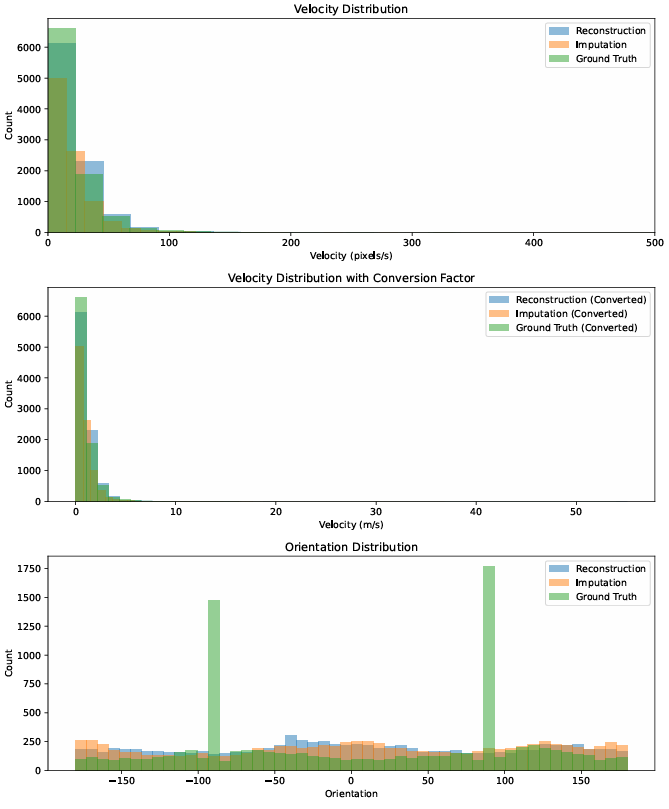 Velocity Distribution
Reconstruction
Imputation
Ground Truth
6000
5000
4000
3000
2000
1000
0
Count
0 100 200 300 400 500
Velocity (pixels/s)
Velocity Distribution with Conversion Factor
Reconstruction (Converted)
Imputation (Converted)
Ground Truth (Converted)
6000
5000
4000
3000
2000
1000
0
Count
0 10 20 30 40 50
Velocity (m/s)
Orientation Distribution
Reconstruction
Imputation
Ground Truth
1750
1500
1250
1000
750
500
250
0
Count
−150 −100 −50 0 50 100 150
Orientation